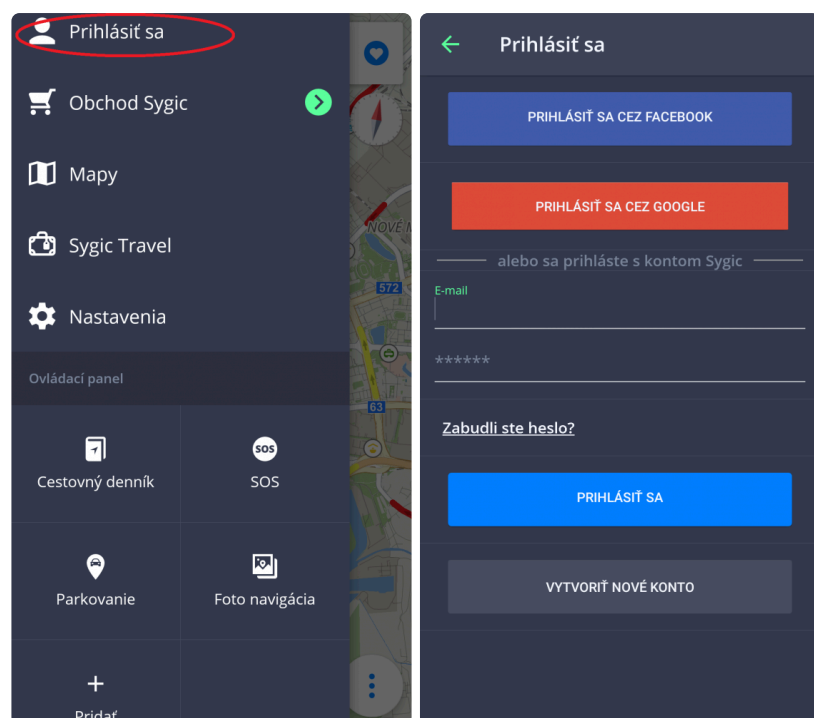 Prihlásiť sa
Obchod Sygic
Mapy
Sygic Travel
Nastavenia
Ovládací panel
Cestovný denník
SOS
SOS
Parkovanie
Foto navigácia
Pridať
NOVÉ
572
63
Prihlásiť sa
PRIHLÁSIŤ SA CEZ FACEBOOK
PRIHLÁSIŤ SA CEZ GOOGLE
alebo sa prihláste s kontom Sygic
E-mail
******
Zabudli ste heslo?
PRIHLÁSIŤ SA
VYTVORIŤ NOVÉ KONTO